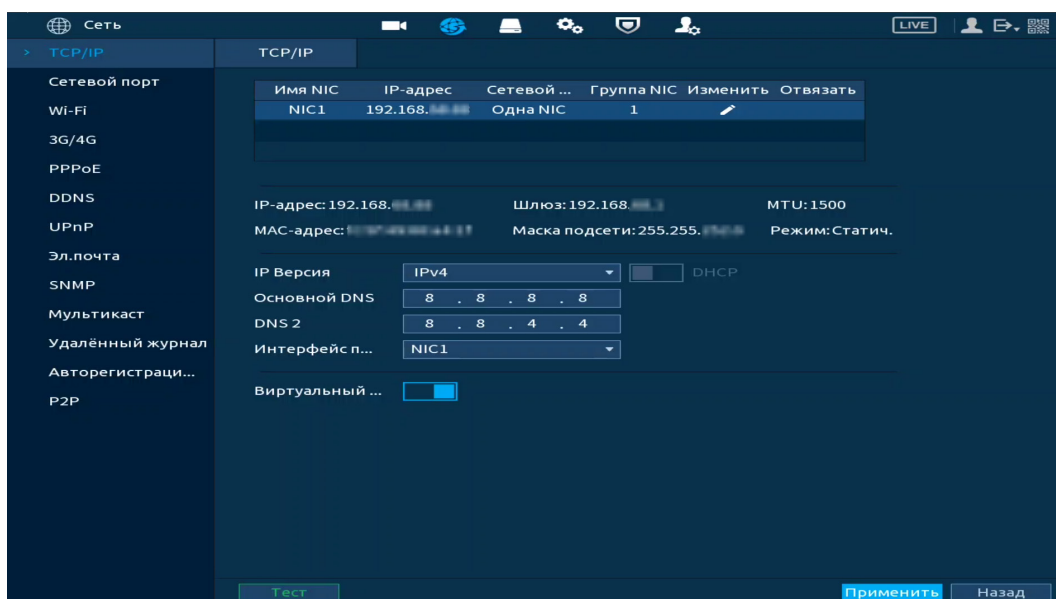 Сеть
LIVE
> TCP/IP
TCP/IP
Сетевой порт
Wi-Fi
3G/4G
PPPoE
DDNS
UPnP
Эл.почта
SNMP
Мультикаст
Удалённый журнал
Авторегистраци...
P2P
Имя NIC IP-адрес Сетевой ... Группа NIC Изменить Отвязать
NIC1 192.168. Одна NIC 1
IP-адрес: 192.168. Шлюз: 192.168. MTU: 1500
MAC-адрес: Маска подсети: 255.255. Режим: Статич.
IP Версия IPv4 DHCP
Основной DNS 8 . 8 . 8 . 8
DNS 2 8 . 8 . 4 . 4
Интерфейс п... NIC1
Виртуальный ...
Тест Применить Назад